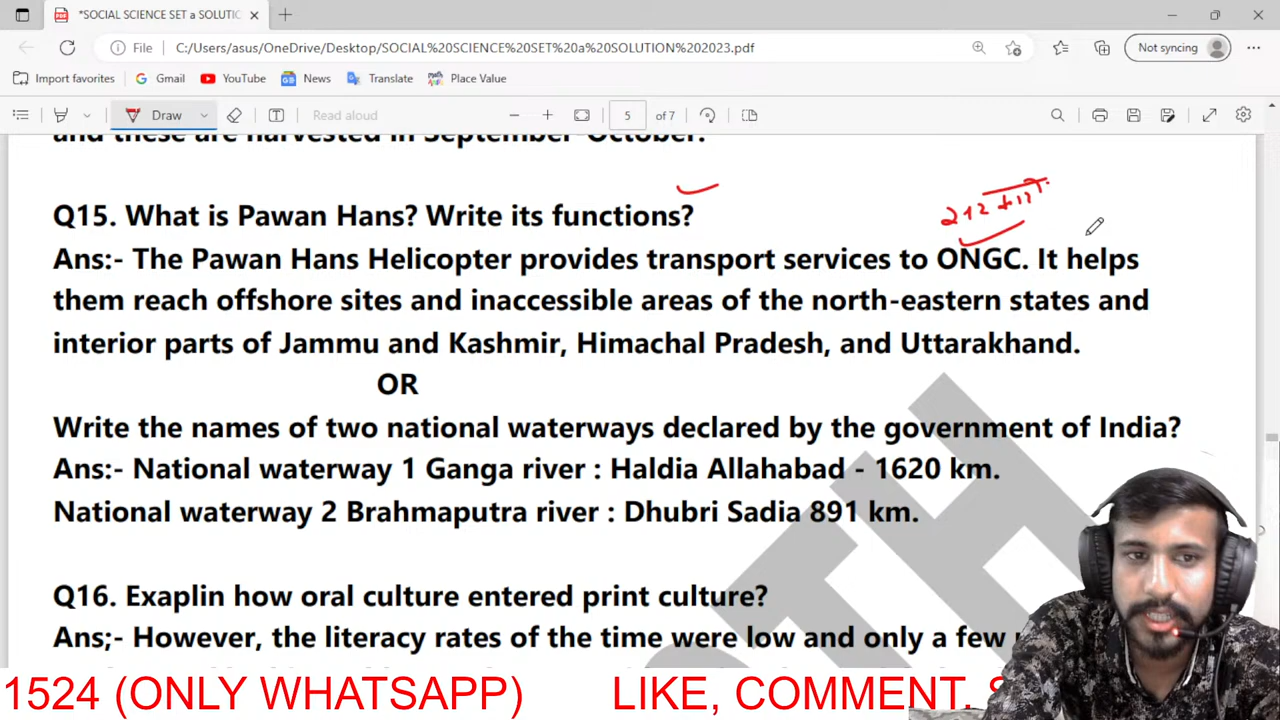 *SOCIAL SCIENCE SET a SOLUTIC
File
C:/Users/asus/OneDrive/Desktop/SOCIAL%20SCIENCE%20SET%20a%20SOLUTION%202023.pdf
Not syncing
Import favorites
Gmail
YouTube
News
Translate
Place Value
Draw
Read aloud
5
of 7
and these are harvested in September-October.
Q15. What is Pawan Hans? Write its functions?
Ans:- The Pawan Hans Helicopter provides transport services to ONGC. It helps
them reach offshore sites and inaccessible areas of the north-eastern states and
interior parts of Jammu and Kashmir, Himachal Pradesh, and Uttarakhand.
OR
Write the names of two national waterways declared by the government of India?
Ans:- National waterway 1 Ganga river : Haldia Allahabad - 1620 km.
National waterway 2 Brahmaputra river : Dhubri Sadia 891 km.
Q16. Exaplin how oral culture entered print culture?
Ans;- However, the literacy rates of the time were low and only a few
1524 (ONLY WHATSAPP)
LIKE, COMMENT. S